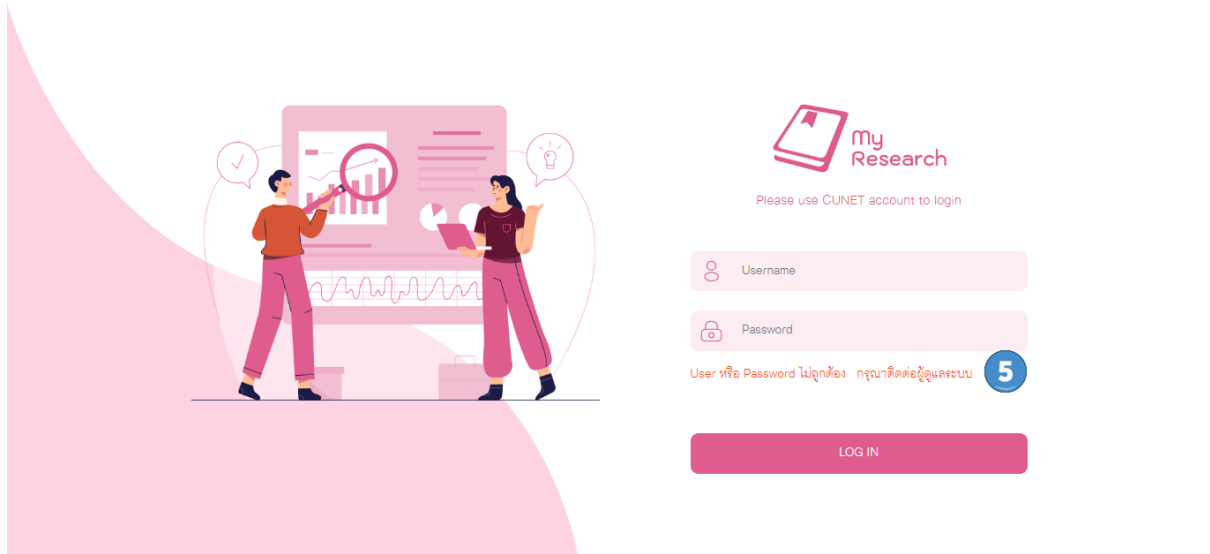 My
Research
Please use CUNET account to login
Username
Password
User หรือ Password ไม่ถูกต้อง กรุณาติดต่อผู้ดูแลระบบ 5
LOG IN